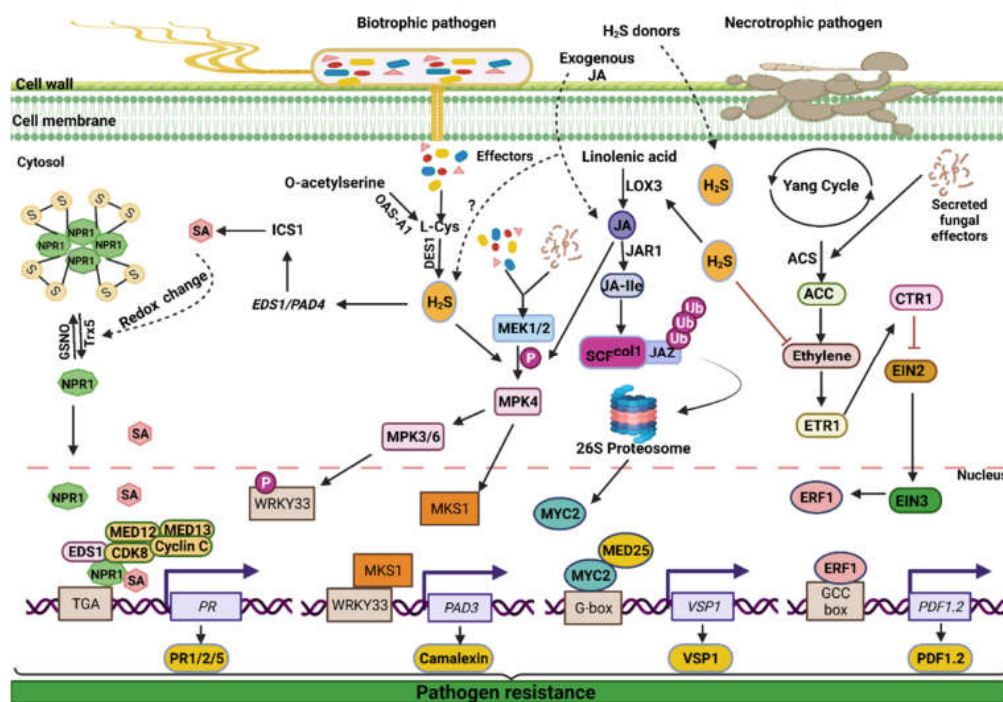 Biotrophic pathogen
H₂S donors
Necrotrophic pathogen
Exogenous
JA
Cell wall
Cell membrane
Cytosol
Effectors
Linolenic acid
O-acetylserine
OAS-A1
L-Cys
?
LOX3
H₂S
Yang Cycle
Secreted
fungal
effectors
S
S
S
S
S
S
S
S
NPR1
NPR1
NPR1
NPR1
SA
ICS1
DES1
JA
JAR1
H₂S
ACS
Redox change
EDS1/PAD4
H₂S
JA-Ile
ACC
CTR1
GSNO
Trx5
MEK1/2
Ub
Ub
Ub
SCFcol1
JAZ
Ethylene
EIN2
P
NPR1
MPK4
ETR1
SA
MPK3/6
26S Proteosome
Nucleus
P
WRKY33
NPR1
SA
MKS1
MYC2
ERF1
EIN3
MED12
MED13
EDS1
CDK8
Cyclin C
NPR1
SA
MKS1
MED25
MYC2
ERF1
TGA
PR
WRKY33
PAD3
G-box
VSP1
GCC
box
PDF1.2
PR1/2/5
Camalexin
VSP1
PDF1.2
Pathogen resistance